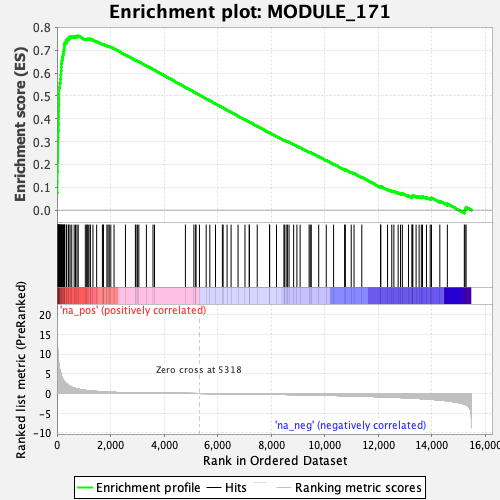 Enrichment plot: MODULE_171
Enrichment score (ES)
0.8
0.7
0.6
0.5
0.4
0.3
0.2
0.1
0.0
Ranked list metric (PreRanked)
20
15
10
5
0
-5
-10
'na_pos' (positively correlated)
Zero cross at 5318
'na_neg' (negatively correlated)
0 2,000 4,000 6,000 8,000 10,000 12,000 14,000 16,000
Rank in Ordered Dataset
Enrichment profile Hits Ranking metric scores